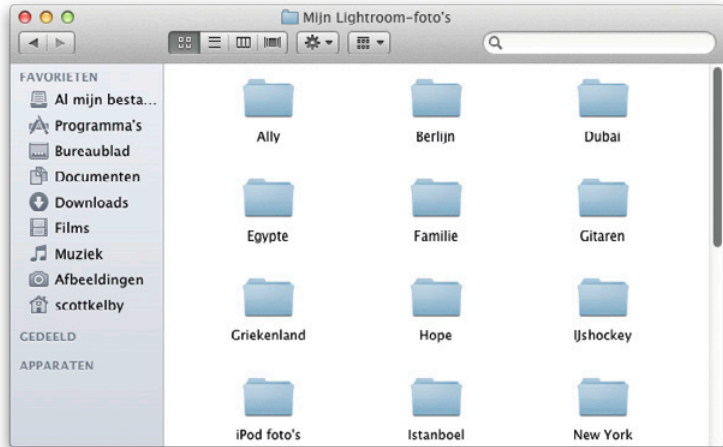 Mijn Lightroom-foto's
FAVORIETEN
Al mijn besta...
Programma's
Bureaublad
Documenten
Downloads
Films
Muziek
Afbeeldingen
scottkelby
GEDEELD
APPARATEN
Ally Berlijn Dubai
Egypte Familie Gitaren
Griekenland Hope IJshockey
iPod foto's Istanboel New York